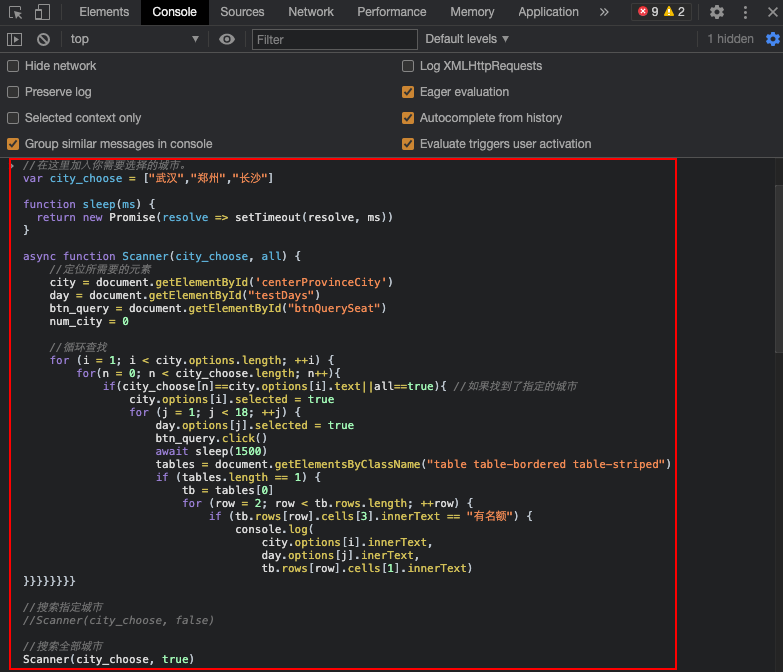 Elements Console Sources Network Performance Memory Application » 9 2
top Filter Default levels 1 hidden
Hide network Log XMLHttpRequests
Preserve log Eager evaluation
Selected context only Autocomplete from history
Group similar messages in console Evaluate triggers user activation
//在这里加入你需要选择的城市。
var city_choose = ["武汉","郑州","长沙"]
function sleep(ms) {
return new Promise(resolve => setTimeout(resolve, ms))
}
async function Scanner(city_choose, all) {
//定位所需要的元素
city = document.getElementById('centerProvinceCity')
day = document.getElementById("testDays")
btn_query = document.getElementById("btnQuerySeat")
num_city = 0
//循环查找
for (i = 1; i < city.options.length; ++i) {
for(n = 0; n < city_choose.length; n++){
if(city_choose[n]==city.options[i].text||all==true){ //如果找到了指定的城市
city.options[i].selected = true
for (j = 1; j < 18; ++j) {
day.options[j].selected = true
btn_query.click()
await sleep(1500)
tables = document.getElementsByClassName("table table-bordered table-striped")
if (tables.length == 1) {
tb = tables[0]
for (row = 2; row < tb.rows.length; ++row) {
if (tb.rows[row].cells[3].innerText == "有名额") {
console.log(
city.options[i].innerText,
day.options[j].inerText,
tb.rows[row].cells[1].innerText)
}}}}}}}}
//搜索指定城市
//Scanner(city_choose, false)
//搜索全部城市
Scanner(city_choose, true)